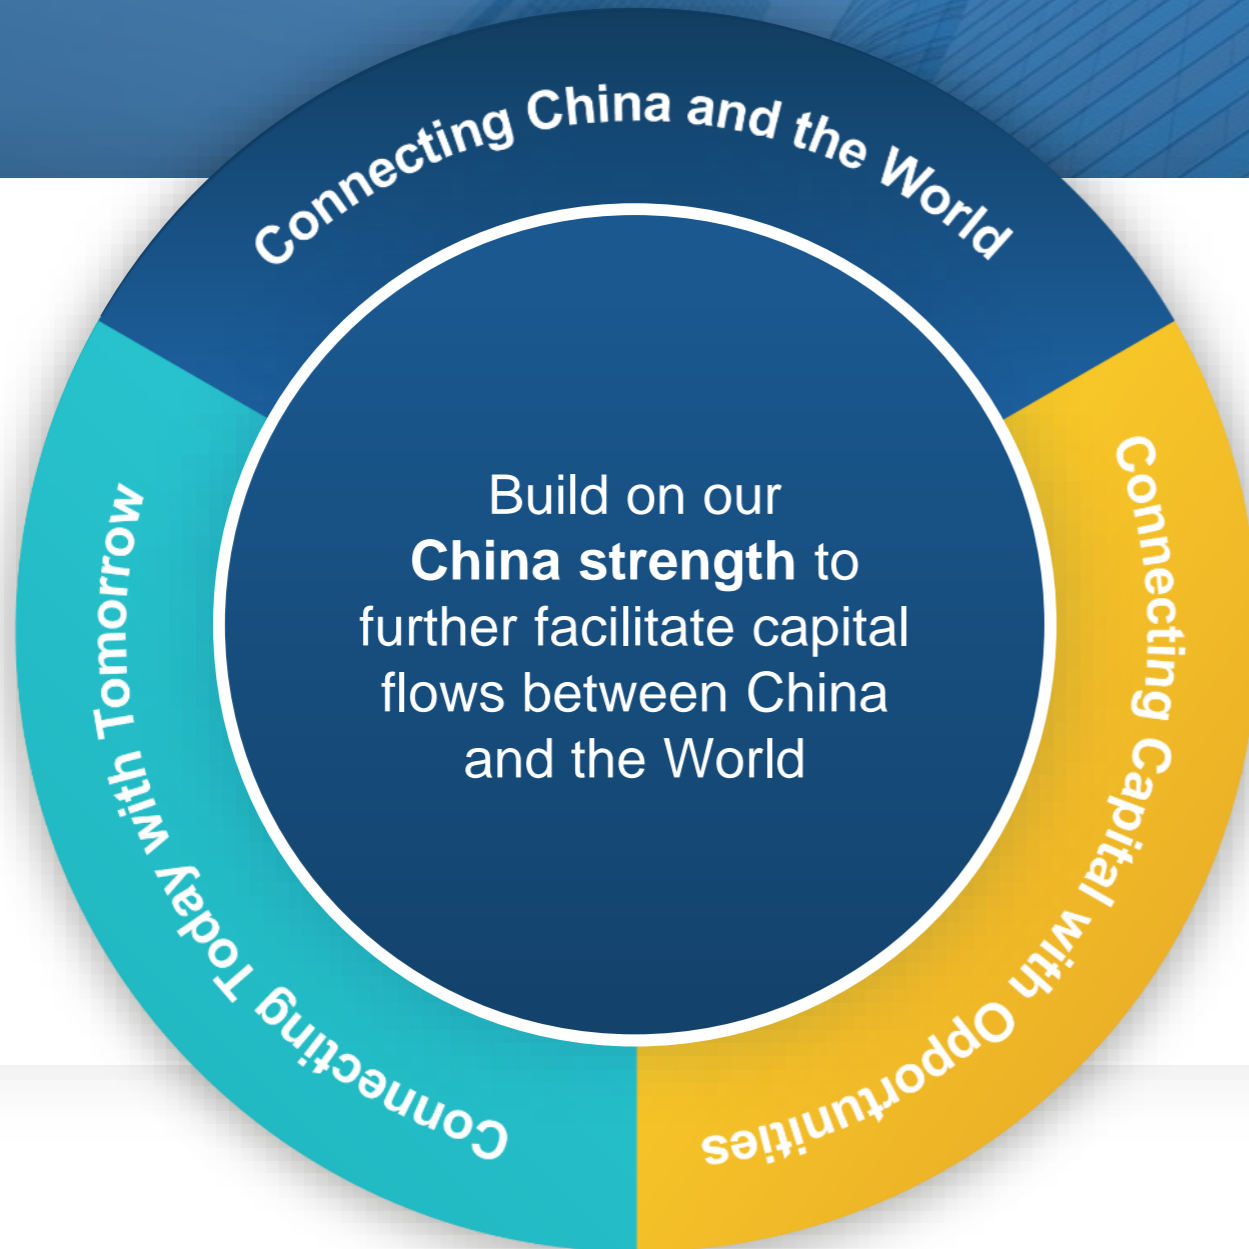 Connecting China and the World
Connecting Capital with Opportunities
Connecting Today with Tomorrow
Build on our
China strength to
further facilitate capital
flows between China
and the World